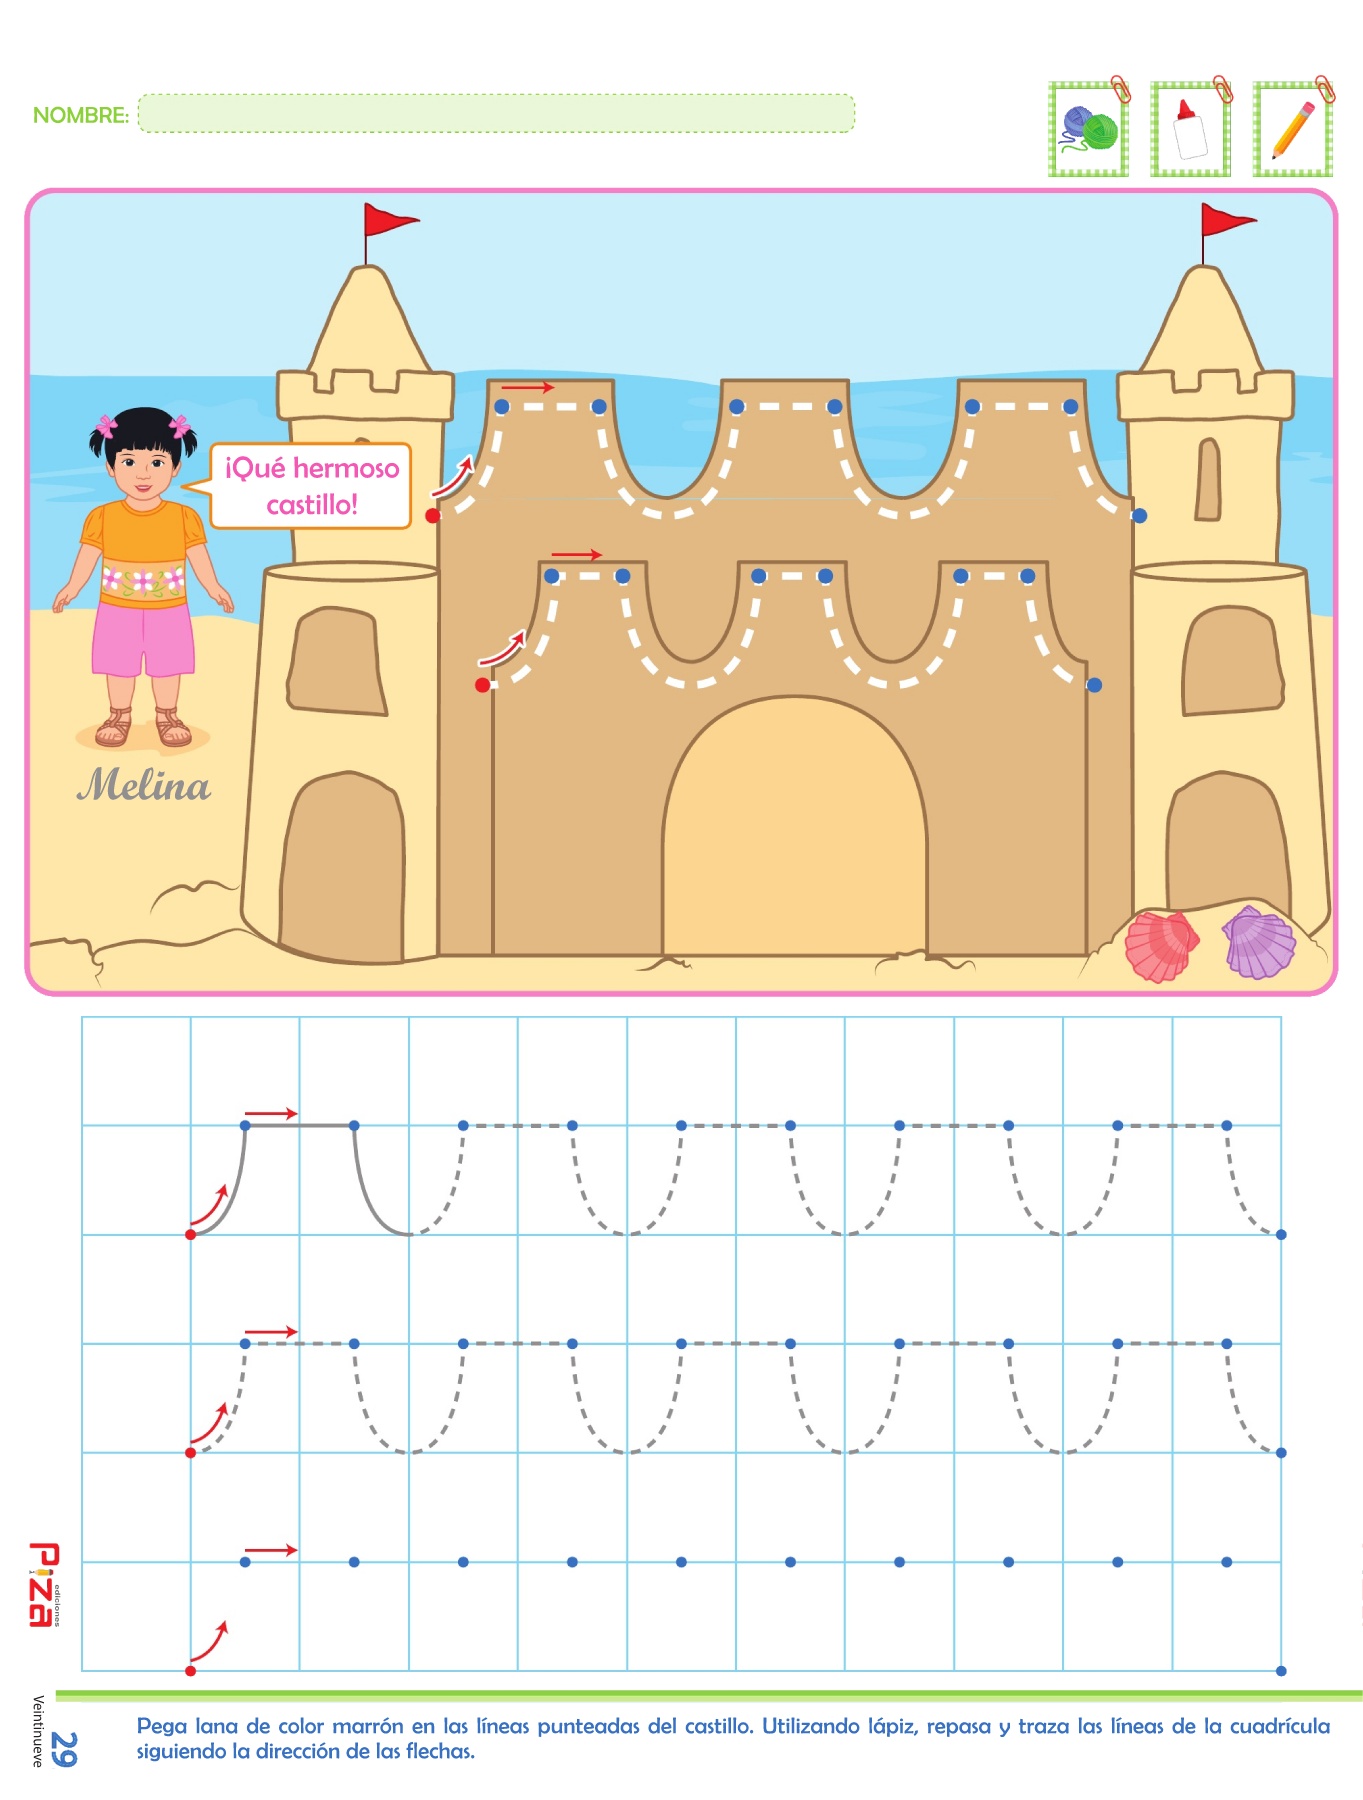 NOMBRE:
¡Qué hermoso
castillo!
Melina
Piza
ediciones
Veintinueve
29
Pega lana de color marrón en las líneas punteadas del castillo. Utilizando lápiz, repasa y traza las líneas de la cuadrícula
siguiendo la dirección de las flechas.